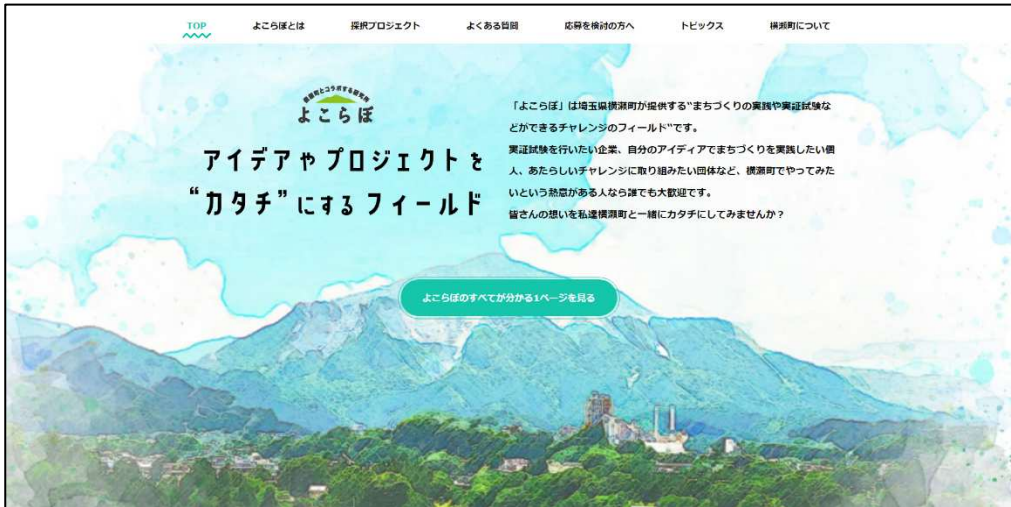 TOP
よこらぼとは
採択プロジェクト
よくある質問
応募を検討の方へ
トピックス
横瀬町について
横瀬町とコラボする研究所
よこらぼ
アイデアやプロジェクトを
“カタチ”にするフィールド
「よこらぼ」は埼玉県横瀬町が提供する“まちづくりの実践や実証試験な
どができるチャレンジのフィールド“です。
実証試験を行いたい企業、自分のアイディアでまちづくりを実践したい個
人、あたらしいチャレンジに取り組みたい団体など、横瀬町でやってみた
いという熱意がある人なら誰でも大歓迎です。
皆さんの想いを私達横瀬町と一緒にカタチにしてみませんか？
よこらぼのすべてが分かる1ページを見る